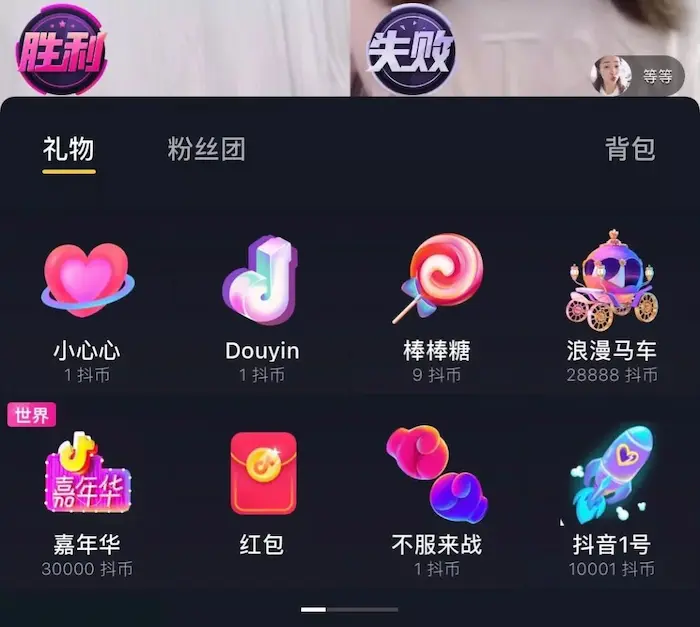 胜利
失败
等等
礼物
粉丝团
背包
小心心
Douyin
棒棒糖
浪漫马车
1 抖币
1 抖币
9 抖币
28888 抖币
世界
嘉年华
嘉年华
红包
不服来战
抖音1号
30000 抖币
1 抖币
10001 抖币